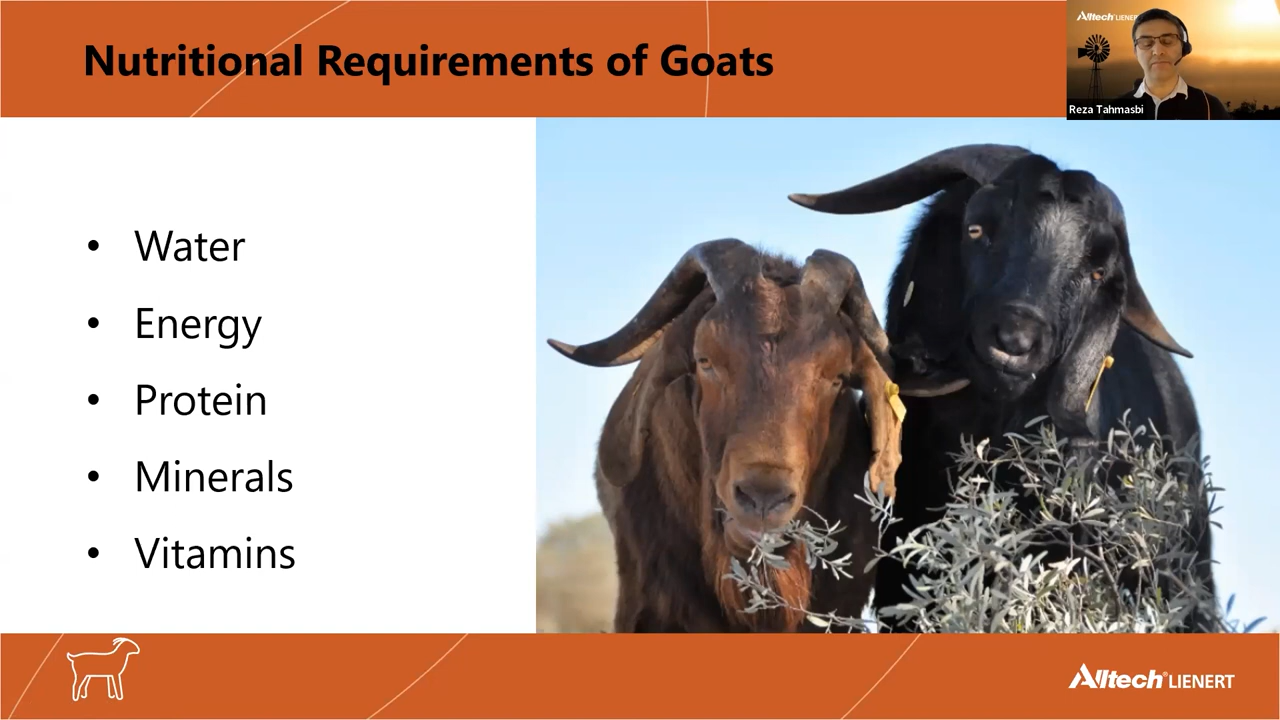 Nutritional Requirements of Goats
Alltech LIENERT
Reza Tahmasbi
• Water
• Energy
• Protein
• Minerals
• Vitamins
Alltech® LIENERT